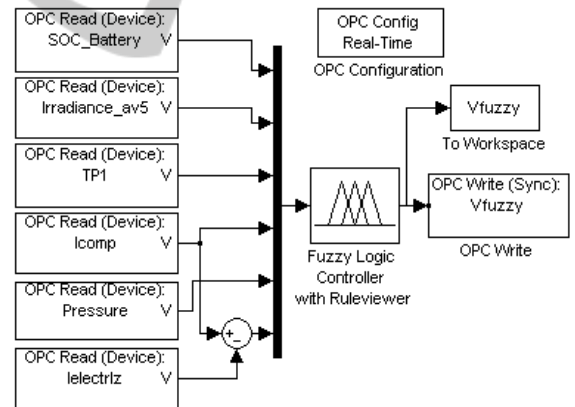 OPC Read (Device):
SOC_Battery V
OPC Read (Device):
Irradiance_av5 V
OPC Read (Device):
TP1 V
OPC Read (Device):
Icomp V
OPC Read (Device):
Pressure V
OPC Read (Device):
Ielectrlz V
+
−
OPC Config
Real-Time
OPC Configuration
Fuzzy Logic
Controller
with Ruleviewer
Vfuzzy
To Workspace
OPC Write (Sync):
Vfuzzy
OPC Write